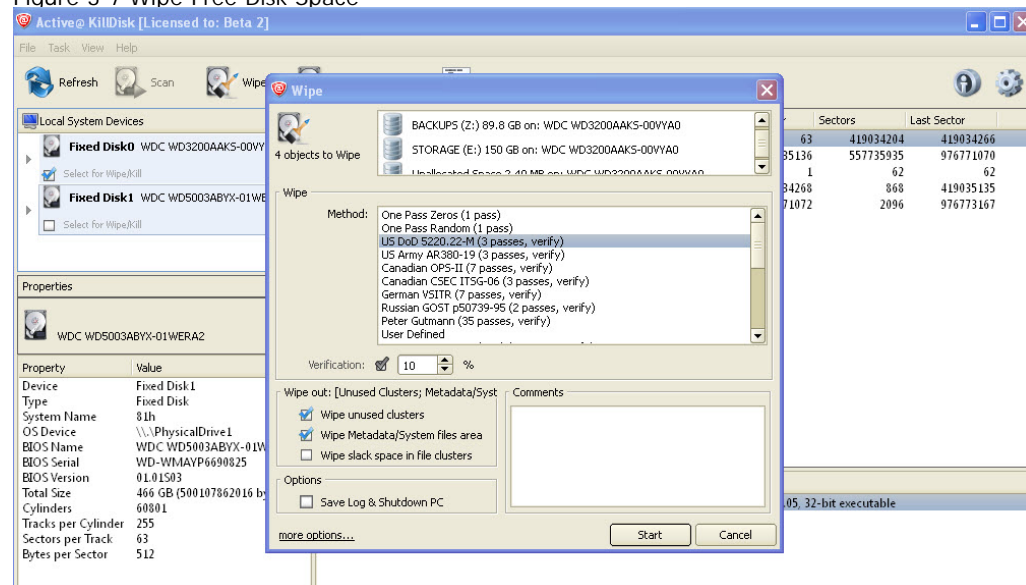 Figure 3-7 Wipe Free Disk Space
Active@ KillDisk [Licensed to: Beta 2]
File Task View Help
Refresh
Scan
Wipe
Local System Devices
Fixed Disk0 WDC WD3200AAKS-00VY
Select for Wipe/Kill
Fixed Disk1 WDC WD5003ABYX-01WE
Select for Wipe/Kill
Properties
WDC WD5003ABYX-01WERA2
Property Value
Device Fixed Disk1
Type Fixed Disk
System Name 81h
OS Device \\.\PhysicalDrive1
BIOS Name WDC WD5003ABYX-01W
BIOS Serial WD-WMAYP6690825
BIOS Version 01.01S03
Total Size 466 GB (500107862016 by
Cylinders 60801
Tracks per Cylinder 255
Sectors per Track 63
Bytes per Sector 512
Wipe
4 objects to Wipe
BACKUPS (Z:) 89.8 GB on: WDC WD3200AAKS-00VYA0
STORAGE (E:) 150 GB on: WDC WD3200AAKS-00VYA0
Unallocated Space 2.49 MB on: WDC WD3200AAKS-00VYA0
Wipe
Method:
One Pass Zeros (1 pass)
One Pass Random (1 pass)
US DoD 5220.22-M (3 passes, verify)
US Army AR380-19 (3 passes, verify)
Canadian OPS-II (7 passes, verify)
Canadian CSEC ITSG-06 (3 passes, verify)
German VSITR (7 passes, verify)
Russian GOST p50739-95 (2 passes, verify)
Peter Gutmann (35 passes, verify)
User Defined
Verification: 10 %
Wipe out: [Unused Clusters; Metadata/Syst
Wipe unused clusters
Wipe Metadata/System files area
Wipe slack space in file clusters
Comments
Options
Save Log & Shutdown PC
more options...
Start
Cancel
Sectors Last Sector
63 419034204 419034266
35136 557735935 976771070
1 62 62
34268 868 419035135
71072 2096 976773167
.05, 32-bit executable